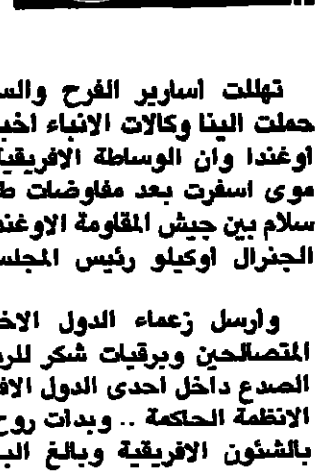 تهللت اسارير الفرح والس
حملت الينا وكالات الانباء اخب
اوغندا وان الوساطة الافريقية
موى اسفرت بعد مفاوضات ط
سلام بين جيش المقاومة الاوغند
الجنرال اوكيلو رئيس المجلس
وارسل زعماء الدول الاخ
المتصالحين وبرقيات شكر للر
الصدع داخل احدى الدول الاف
الانظمة الحاكمة .. وبدات روح
بالشئون الافريقية وبالغ الب